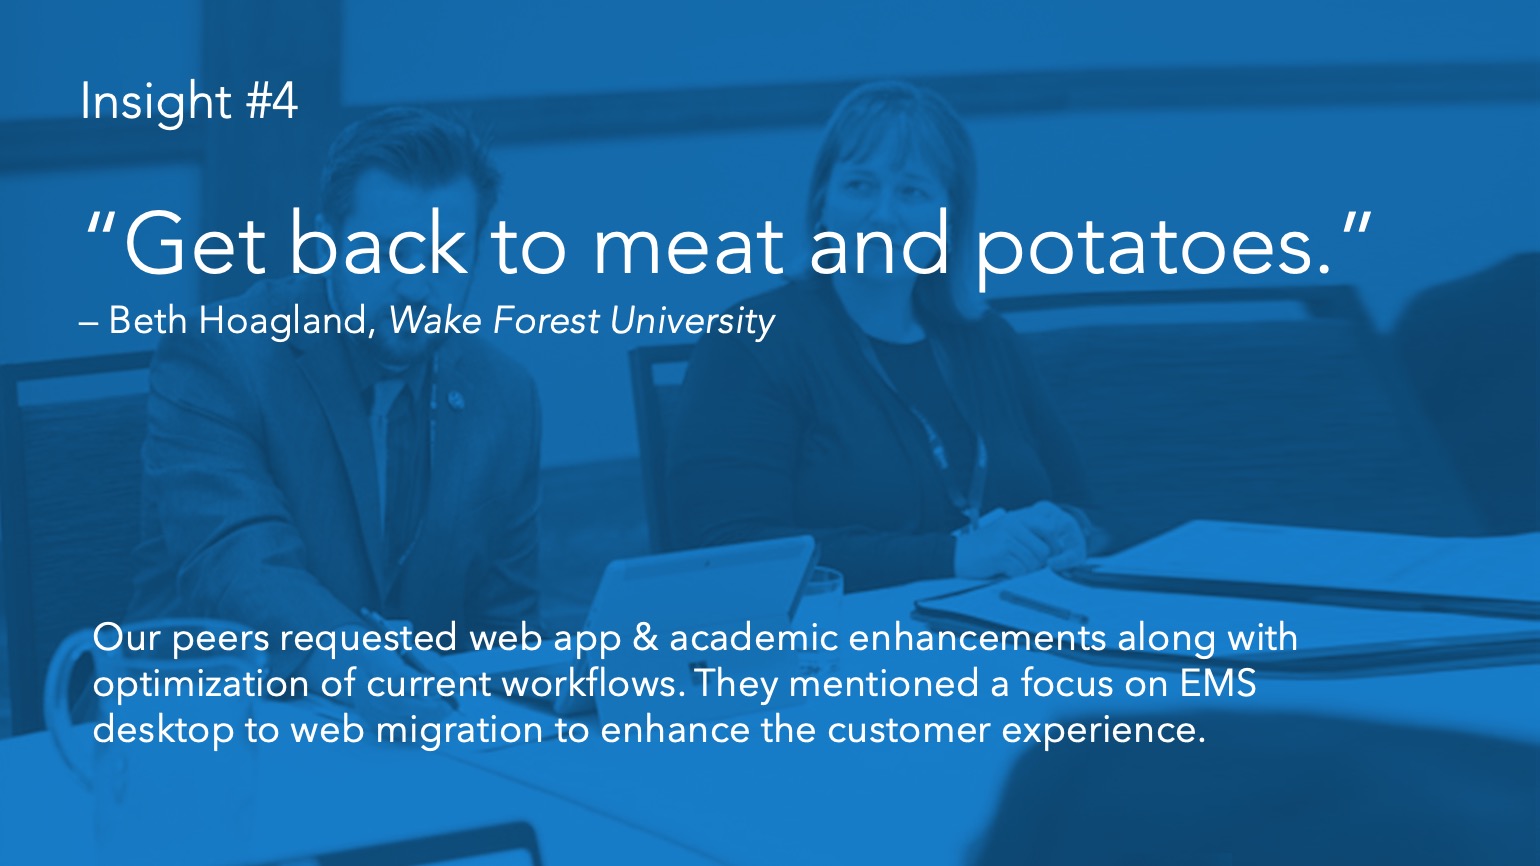 Insight #4
“Get back to meat and potatoes.”
– Beth Hoagland, Wake Forest University
Our peers requested web app & academic enhancements along with
optimization of current workflows. They mentioned a focus on EMS
desktop to web migration to enhance the customer experience.